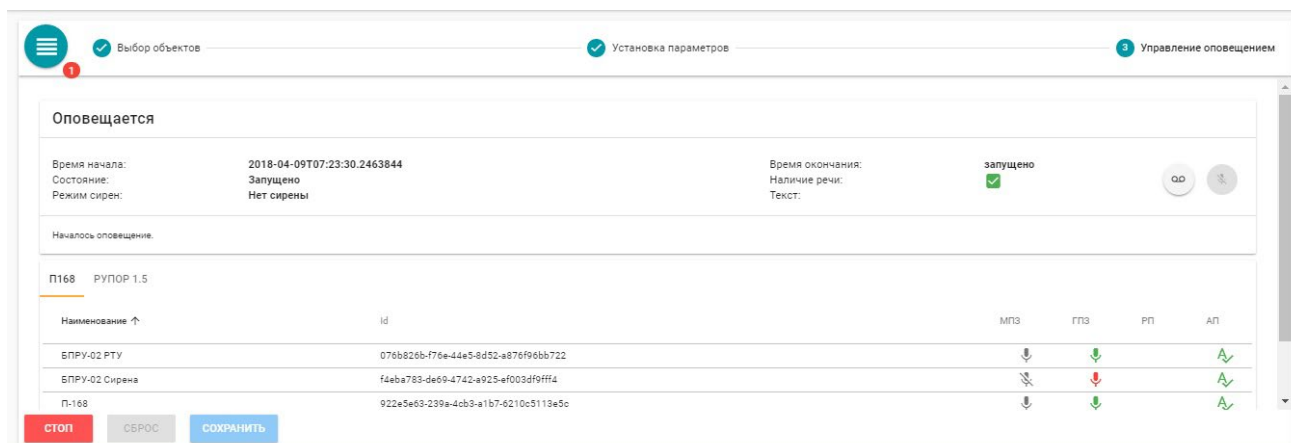 Выбор объектов Установка параметров 3 Управление оповещением
1
Оповещается
Время начала: 2018-04-09T07:23:30.2463844 Время окончания: запущено
Состояние: Запущено Наличие речи:
Режим сирен: Нет сирены Текст:
Началось оповещение.
П168 РУПОР 1.5
Наименование Id МПЗ ГПЗ РП АП
БПРУ-02 РТУ 076b826b-f76e-44e5-8d52-a876f96bb722
БПРУ-02 Сирена f4eba783-de69-4742-a925-ef003df9fff4
П-168 922e5e63-239a-4cb3-a1b7-6210c5113e5c
СТОП СБРОС СОХРАНИТЬ